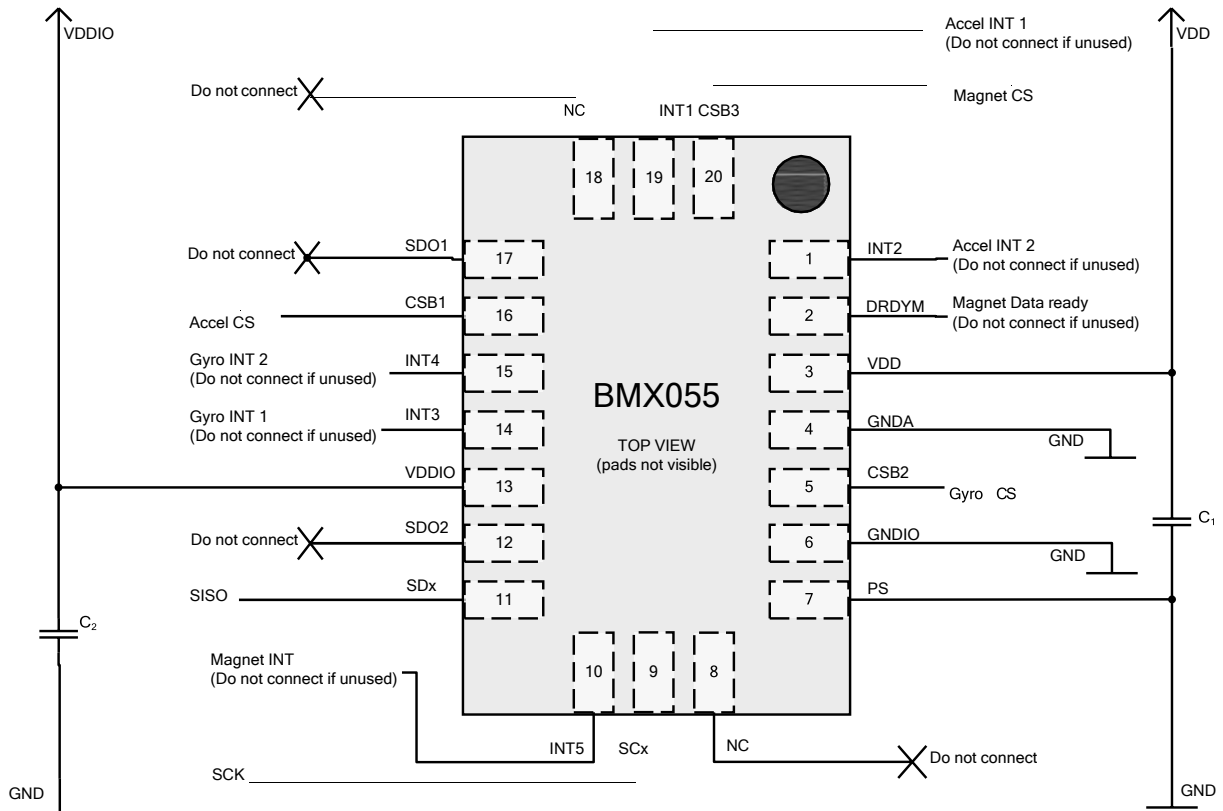 VDDIO
Accel INT 1
(Do not connect if unused)
VDD
Do not connect
Magnet CS
NC
INT1 CSB3
18
19
20
Do not connect
SDO1
17
1
INT2
Accel INT 2
(Do not connect if unused)
Accel CS
CSB1
16
2
DRDYM
Magnet Data ready
(Do not connect if unused)
Gyro INT 2
(Do not connect if unused)
INT4
15
3
VDD
BMX055
Gyro INT 1
(Do not connect if unused)
INT3
14
TOP VIEW
(pads not visible)
4
GNDA
GND
VDDIO
13
5
CSB2
Gyro CS
C₁
Do not connect
SDO2
12
6
GNDIO
GND
SISO
SDx
11
7
PS
C₂
Magnet INT
(Do not connect if unused)
10
9
8
INT5
SCx
NC
Do not connect
SCK
GND
GND